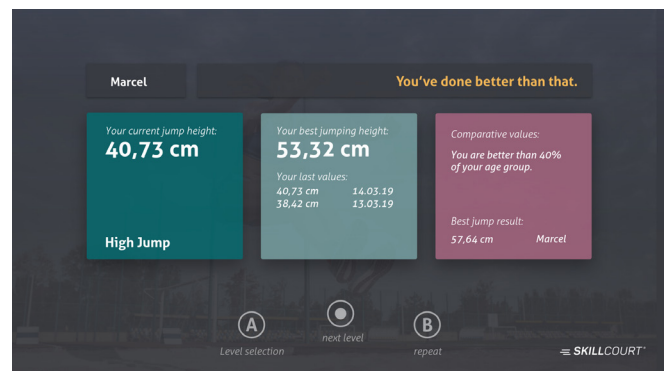 Marcel
You've done better than that.
Your current jump height:
40,73 cm
High Jump
Your best jumping height:
53,32 cm
Your last values:
40,73 cm 14.03.19
38,42 cm 13.03.19
Comparative values:
You are better than 40%
of your age group.
Best jump result:
57,64 cm Marcel
A
Level selection
next level
B
repeat
SKILLCOURT